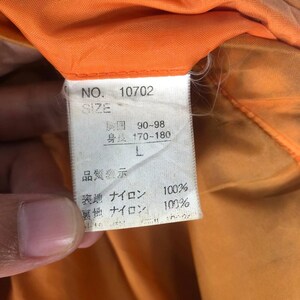 NO. 10702
SIZE
胸囲 90-98
身長 170-180
L
品質表示
表地 ナイロン 100%
裏地 ナイロン 100%